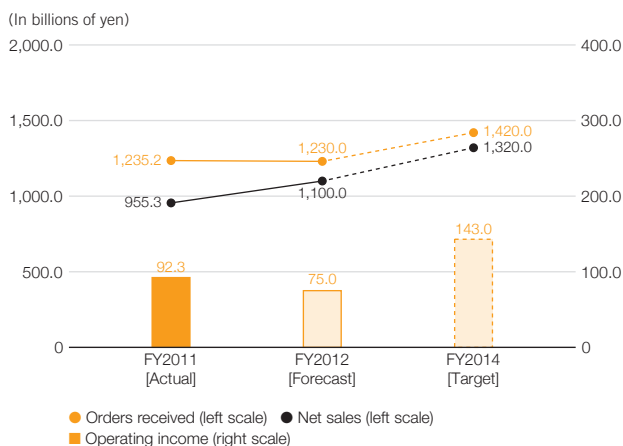 (In billions of yen)
2,000.0 400.0
1,500.0 300.0
1,420.0
1,230.0
1,235.2 1,320.0
1,000.0 1,100.0 200.0
955.3
143.0
500.0 92.3 75.0 100.0
0 0
FY2011 FY2012 FY2014
[Actual] [Forecast] [Target]
Orders received (left scale) Net sales (left scale)
Operating income (right scale)